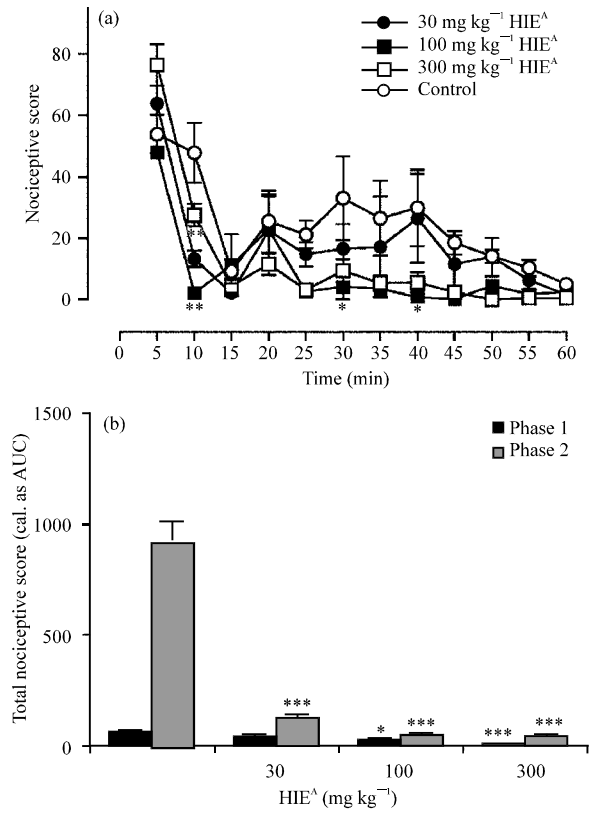 (a)
30 mg kg⁻¹ HIEᴬ
100 mg kg⁻¹ HIEᴬ
300 mg kg⁻¹ HIEᴬ
Control
Nociceptive score
80
60
40
20
0
**
**
*
*
0 5 10 15 20 25 30 35 40 45 50 55 60
Time (min)
(b)
Phase 1
Phase 2
Total nociceptive score (cal. as AUC)
1500
1000
500
0
***
* ***
*** ***
30 100 300
HIEᴬ (mg kg⁻¹)